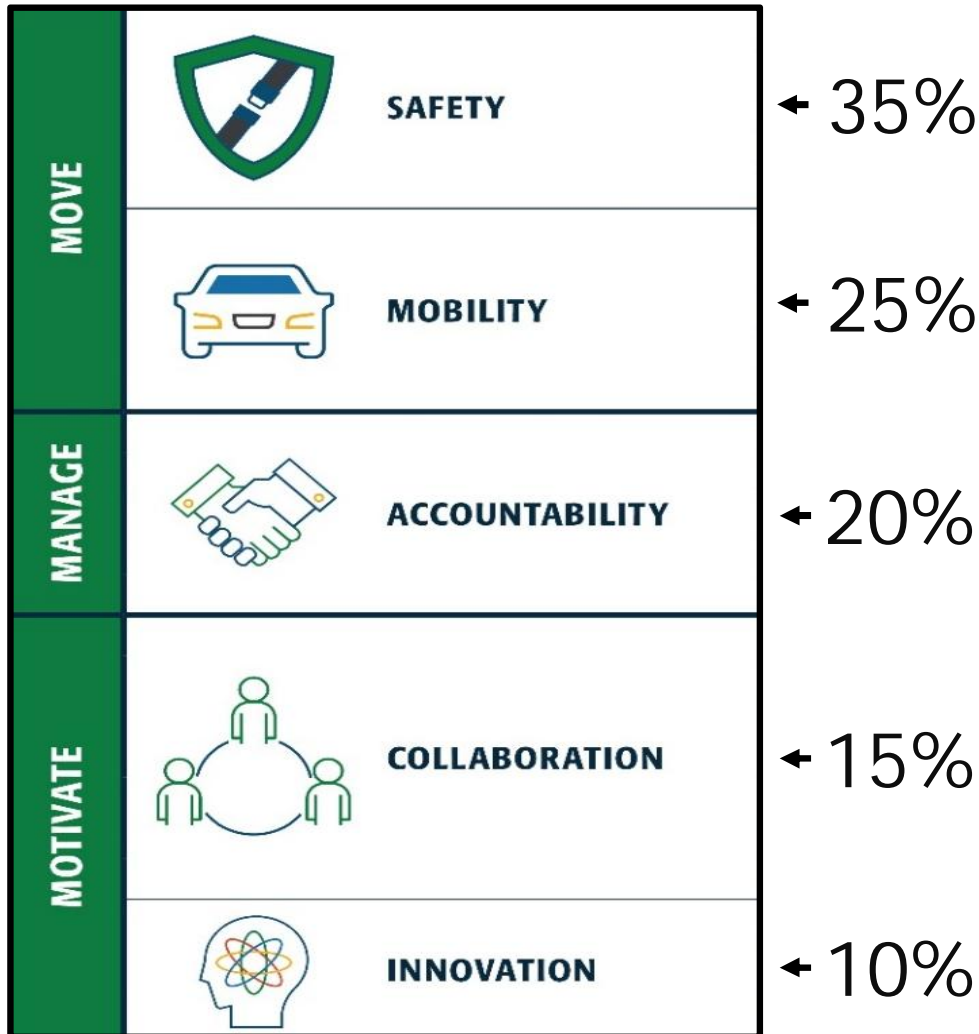 MOVE
SAFETY
35%
MOBILITY
25%
MANAGE
ACCOUNTABILITY
20%
MOTIVATE
COLLABORATION
15%
INNOVATION
10%